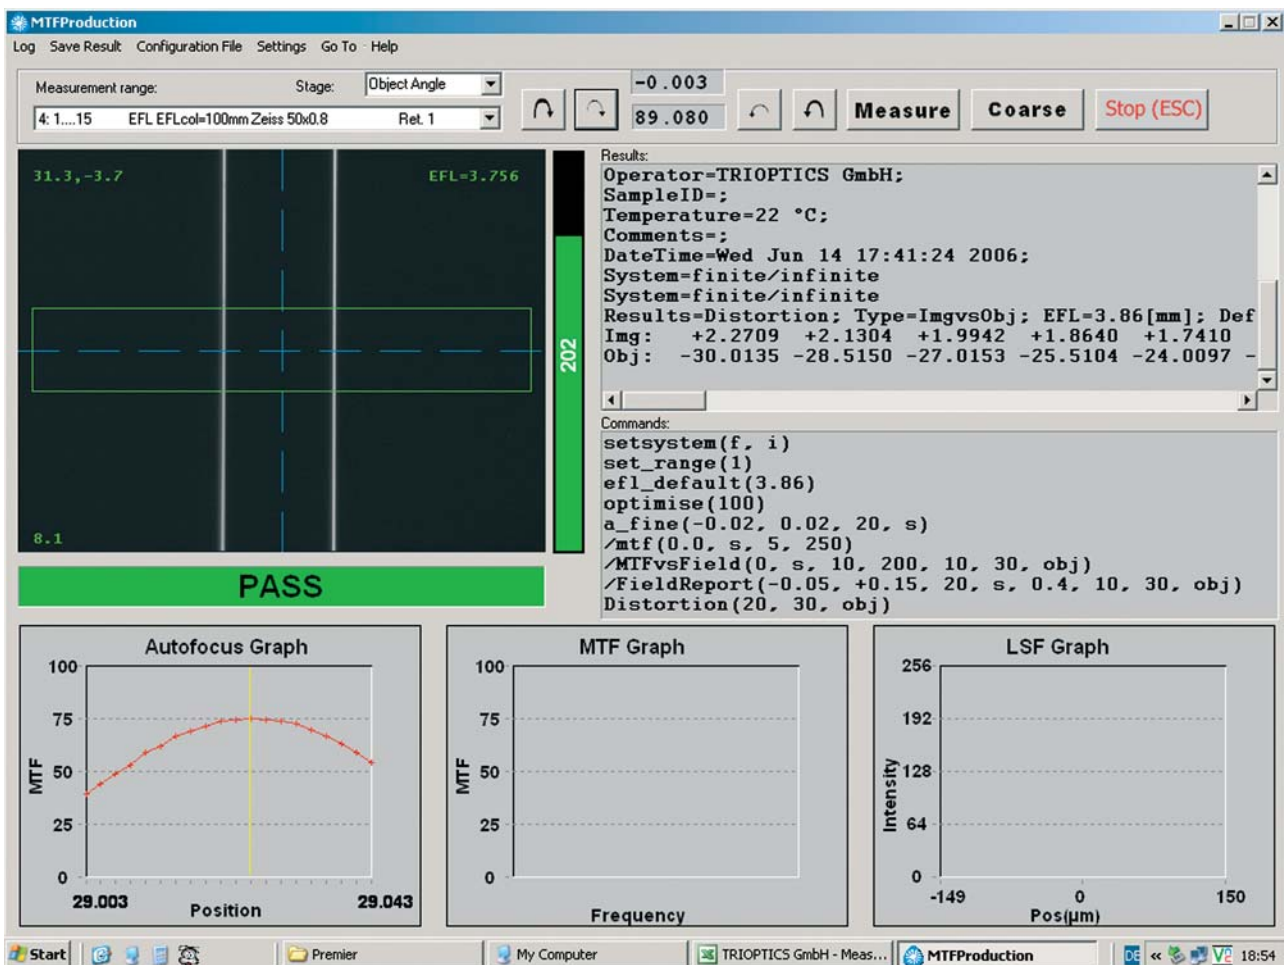 MTFProduction
Log Save Result Configuration File Settings Go To Help
Measurement range: Stage: Object Angle
4: 1....15 EFL EFLcol=100mm Zeiss 50x0.8 Ret. 1
-0.003
89.080
Measure Coarse Stop (ESC)
31.3,-3.7 EFL=3.756
8.1
202
PASS
Results:
Operator=TRIOPTICS GmbH;
SampleID=;
Temperature=22 °C;
Comments=;
DateTime=Wed Jun 14 17:41:24 2006;
System=finite/infinite
System=finite/infinite
Results=Distortion; Type=ImgvsObj; EFL=3.86[mm]; Def
Img: +2.2709 +2.1304 +1.9942 +1.8640 +1.7410
Obj: -30.0135 -28.5150 -27.0153 -25.5104 -24.0097 -
Commands:
setsystem(f, i)
set_range(1)
efl_default(3.86)
optimise(100)
a_fine(-0.02, 0.02, 20, s)
/mtf(0.0, s, 5, 250)
/MTFvsField(0, s, 10, 200, 10, 30, obj)
/FieldReport(-0.05, +0.15, 20, s, 0.4, 10, 30, obj)
Distortion(20, 30, obj)
Autofocus Graph
100
75
50
25
0
MTF
29.003 Position 29.043
MTF Graph
100
75
50
25
0
MTF
Frequency
LSF Graph
256
192
128
64
0
Intensity
-149 0 150
Pos(µm)
Start Premier My Computer TRIOPTICS GmbH - Meas... MTFProduction DE « V2 18:54